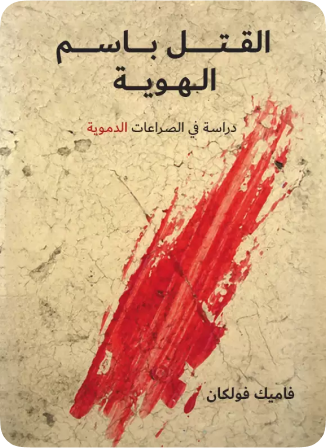 القتل باسم
الهوية
دراسة في الصراعات الدموية
فاميك فولكان